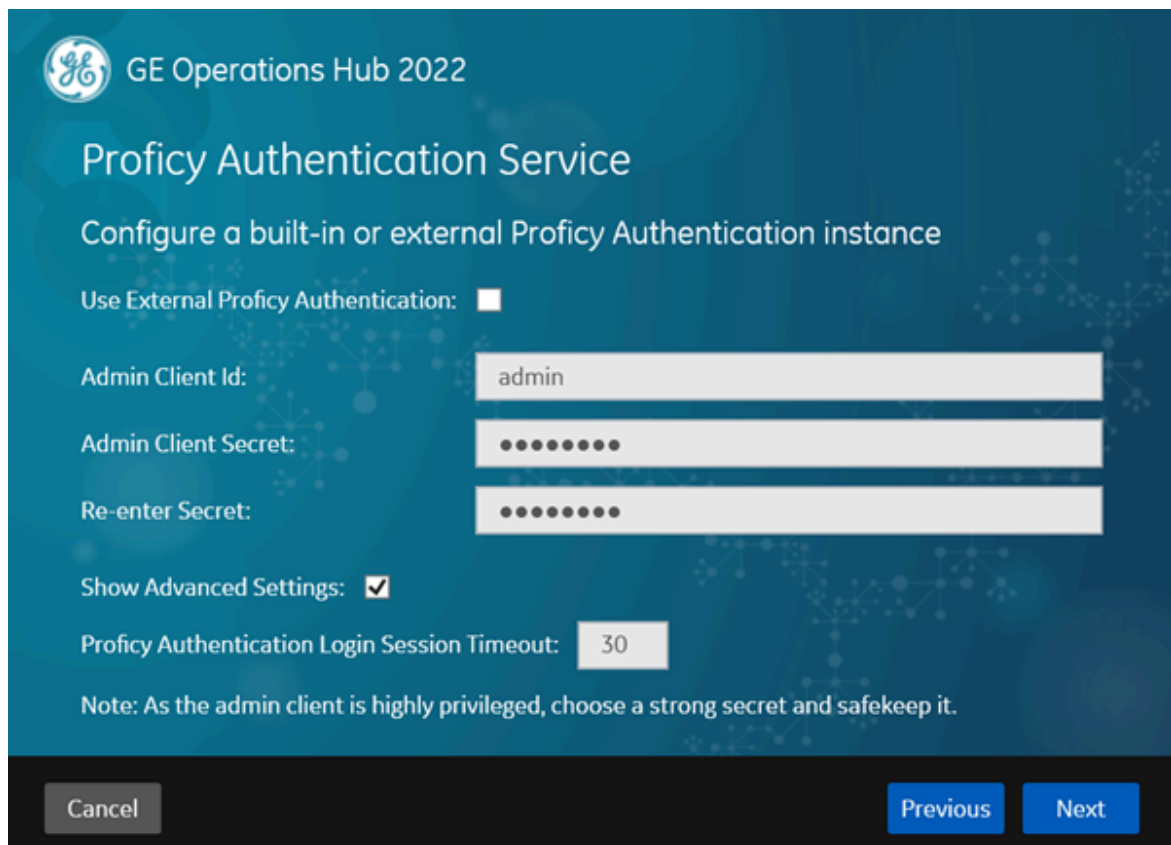 GE Operations Hub 2022
Proficy Authentication Service
Configure a built-in or external Proficy Authentication instance
Use External Proficy Authentication:
Admin Client Id: admin
Admin Client Secret: ●●●●●●●●
Re-enter Secret: ●●●●●●●●
Show Advanced Settings:
Proficy Authentication Login Session Timeout: 30
Note: As the admin client is highly privileged, choose a strong secret and safekeep it.
Cancel Previous Next